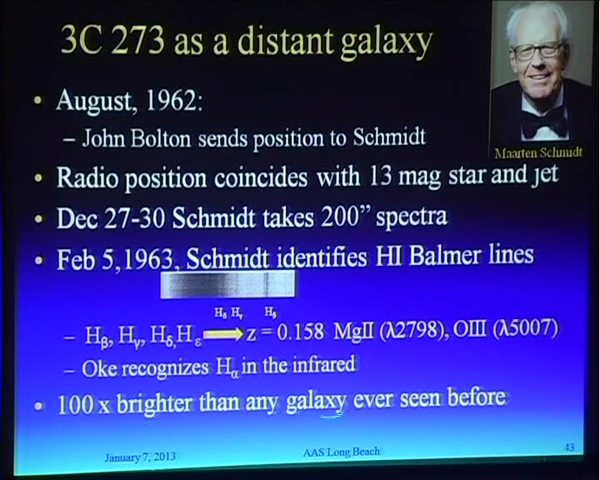 3C 273 as a distant galaxy
Maarten Schmidt
• August, 1962:
– John Bolton sends position to Schmidt
• Radio position coincides with 13 mag star and jet
• Dec 27-30 Schmidt takes 200” spectra
• Feb 5,1963, Schmidt identifies HI Balmer lines
Hδ Hγ Hβ
– Hβ, Hγ, Hδ,Hε z = 0.158 MgII (λ2798), OIII (λ5007)
– Oke recognizes Hα in the infrared
• 100 x brighter than any galaxy ever seen before
January 7, 2013 AAS Long Beach 43